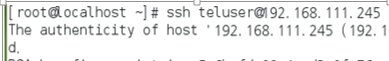 [root@localhost ~]# ssh teluser@192.168.111.245
The authenticity of host '192.168.111.245 (192.1
d.